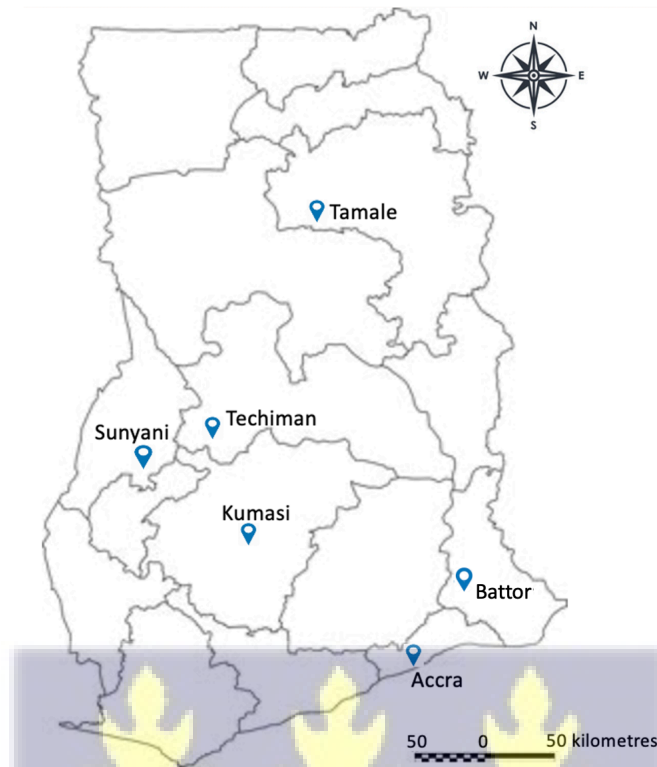 N
W E
S
Tamale
Techiman
Sunyani
Kumasi
Battor
Accra
50 0 50 kilometres